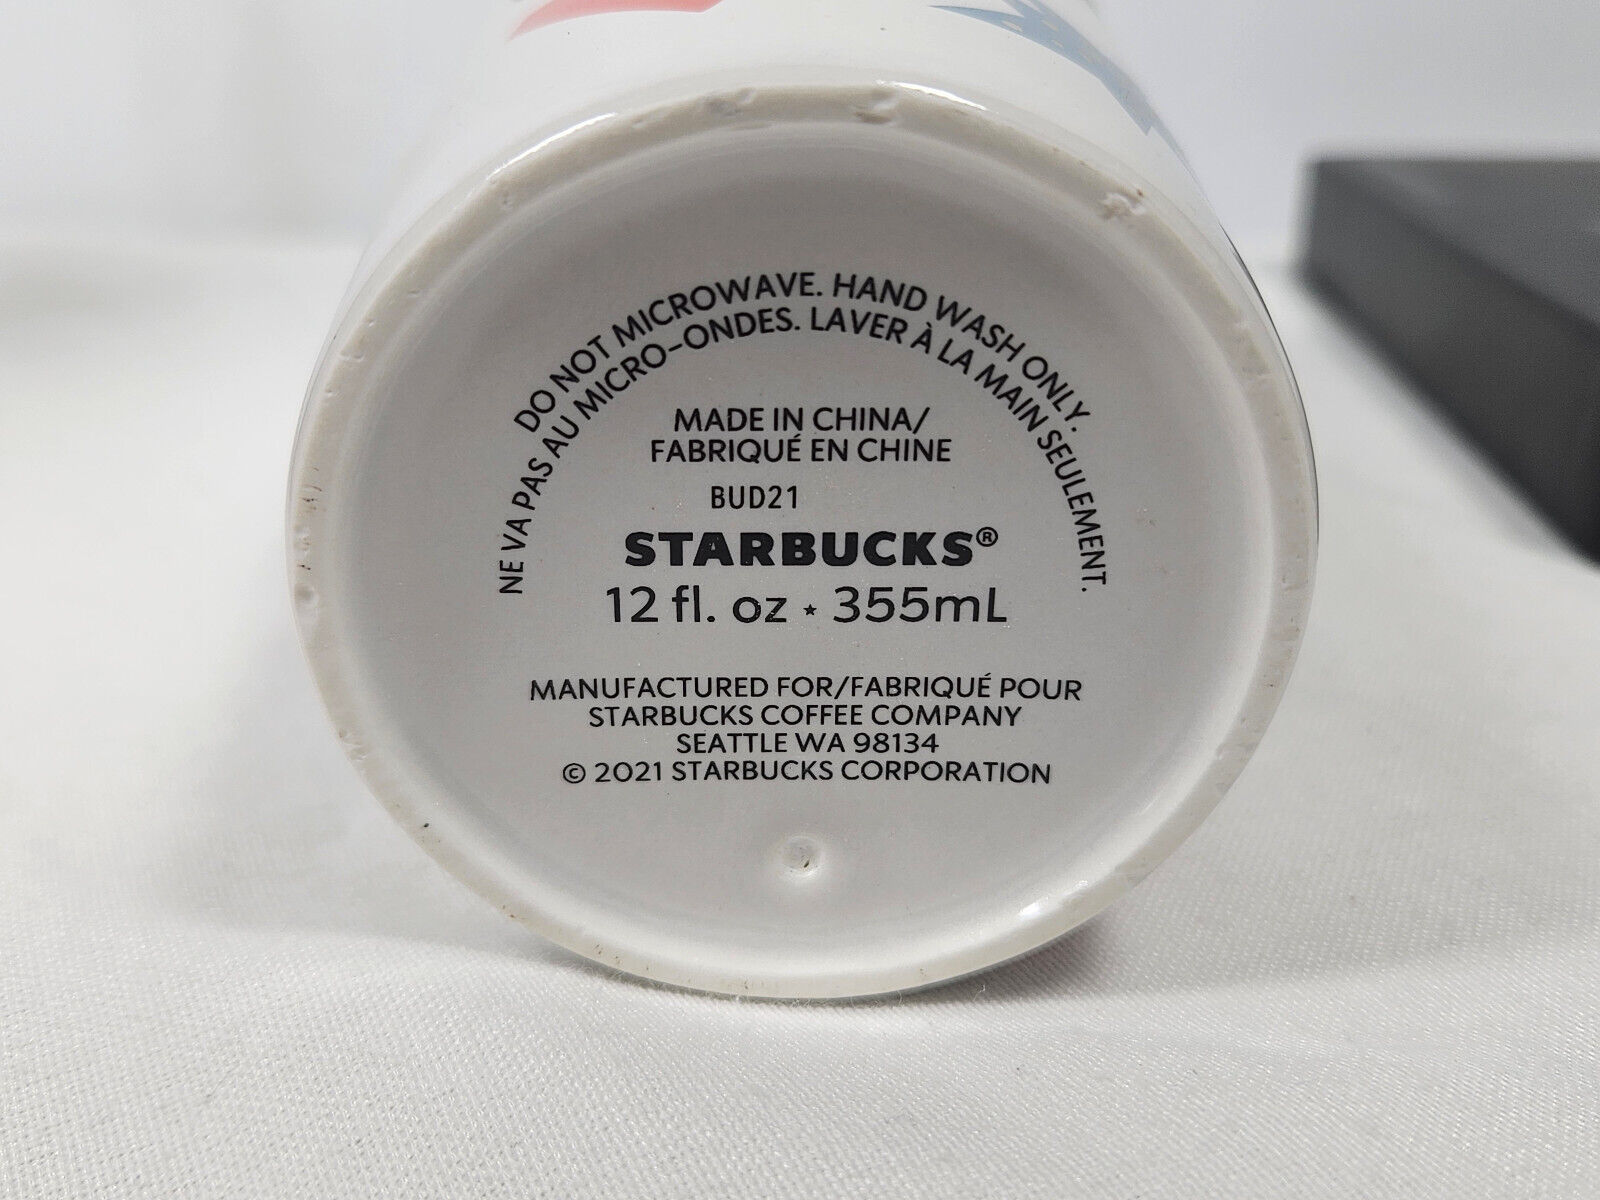 DO NOT MICROWAVE. HAND WASH ONLY.
NE VA PAS AU MICRO-ONDES. LAVER À LA MAIN SEULEMENT.
MADE IN CHINA/
FABRIQUÉ EN CHINE
BUD21
STARBUCKS®
12 fl. oz ⋆ 355mL
MANUFACTURED FOR/FABRIQUÉ POUR
STARBUCKS COFFEE COMPANY
SEATTLE WA 98134
© 2021 STARBUCKS CORPORATION